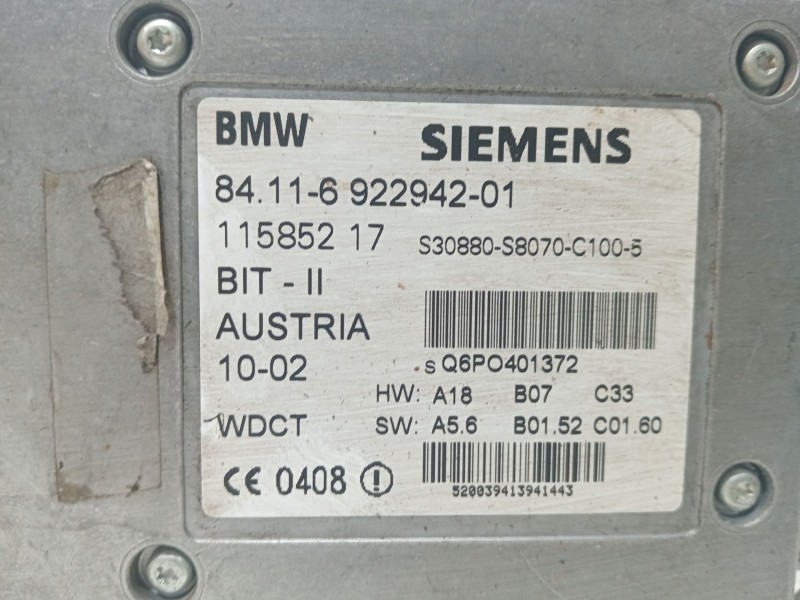 BMW SIEMENS
84.11-6 922942-01
115852 17 S30880-S8070-C100-5
BIT - II
AUSTRIA
10-02 s Q6PO401372
HW: A18 B07 C33
WDCT SW: A5.6 B01.52 C01.60
CE 0408 !
520039413941443